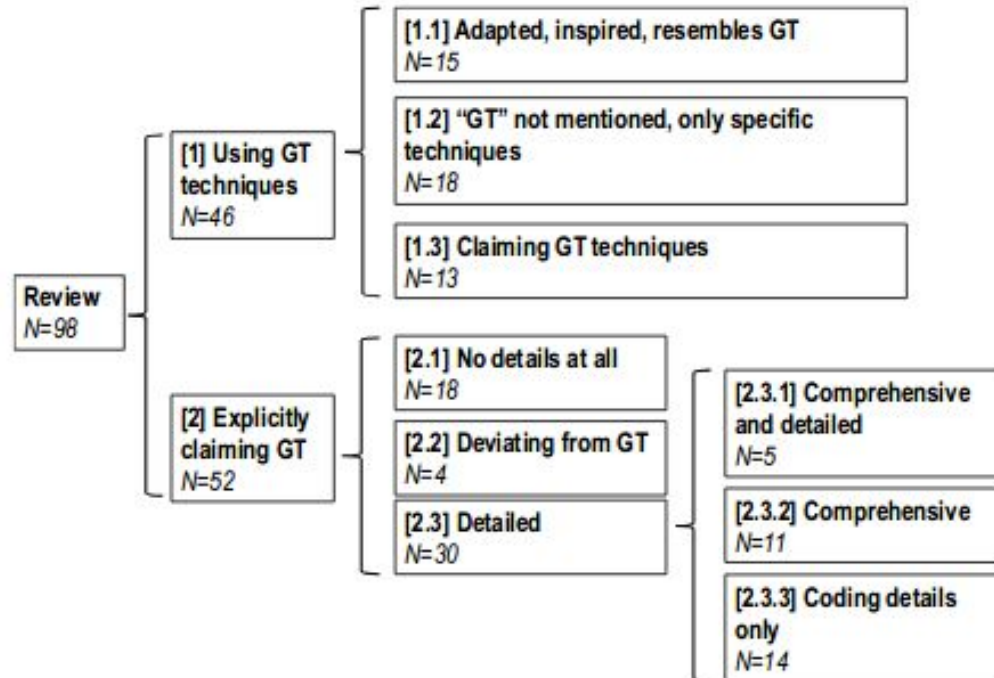 [1.1] Adapted, inspired, resembles GT
N=15
[1.2] “GT” not mentioned, only specific
techniques
N=18
[1] Using GT
techniques
N=46
[1.3] Claiming GT techniques
N=13
Review
N=98
[2.1] No details at all
N=18
[2] Explicitly
claiming GT
N=52
[2.2] Deviating from GT
N=4
[2.3] Detailed
N=30
[2.3.1] Comprehensive
and detailed
N=5
[2.3.2] Comprehensive
N=11
[2.3.3] Coding details
only
N=14